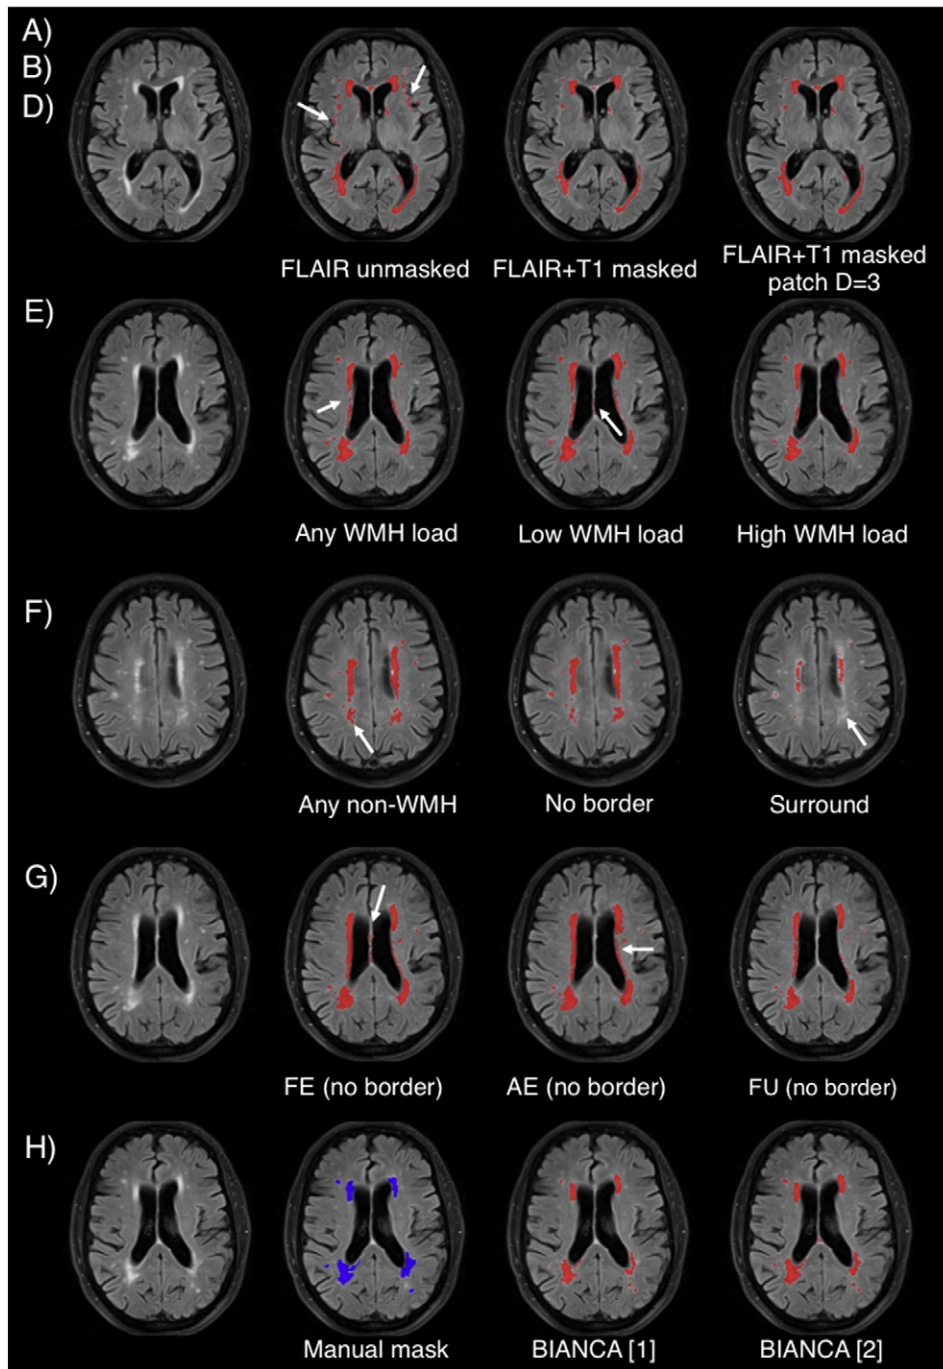 A)
B)
D)
FLAIR unmasked
FLAIR+T1 masked
FLAIR+T1 masked
patch D=3
E)
Any WMH load
Low WMH load
High WMH load
F)
Any non-WMH
No border
Surround
G)
FE (no border)
AE (no border)
FU (no border)
H)
Manual mask
BIANCA [1]
BIANCA [2]